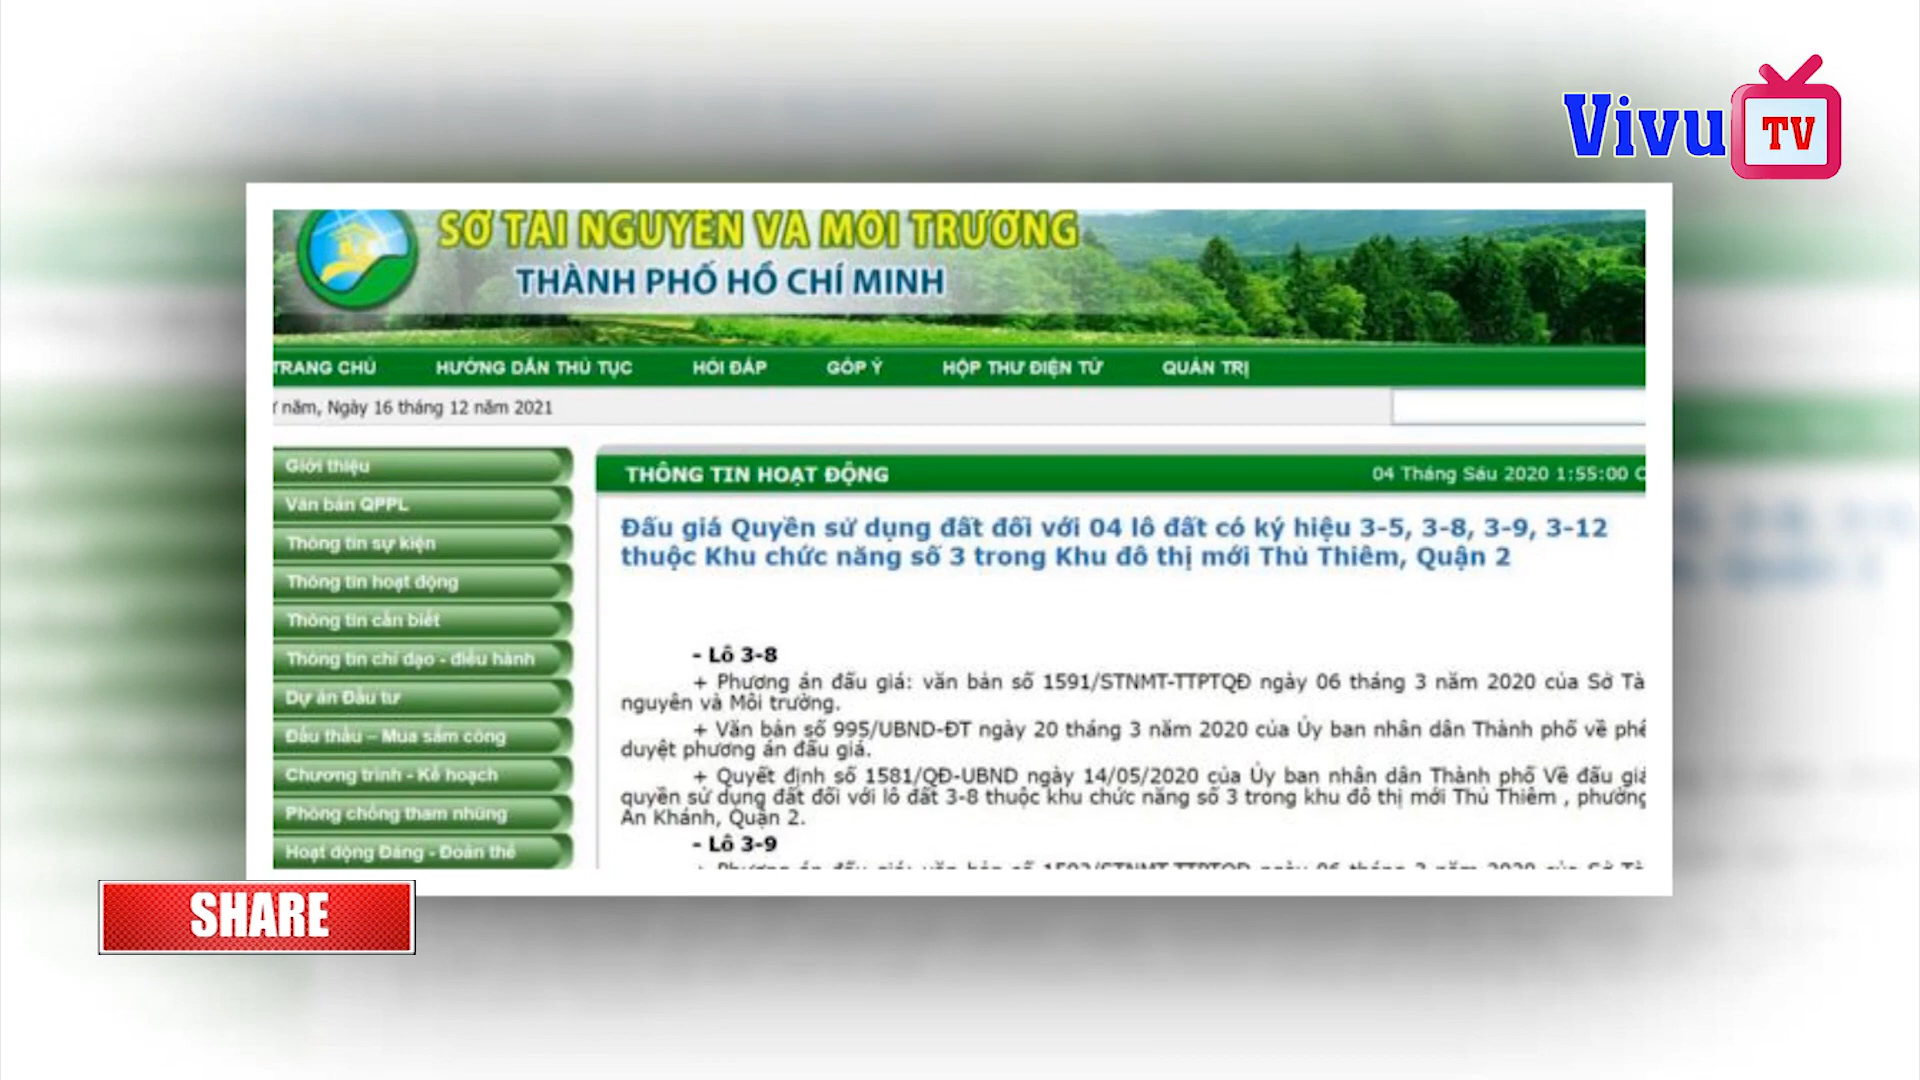 Vivu TV
SỞ TÀI NGUYÊN VÀ MÔI TRƯỜNG
THÀNH PHỐ HỒ CHÍ MINH
TRANG CHỦ HƯỚNG DẪN THỦ TỤC HỎI ĐÁP GÓP Ý HỘP THƯ ĐIỆN TỬ QUẢN TRỊ
năm, Ngày 16 tháng 12 năm 2021
Giới thiệu
Văn bản QPPL
Thông tin sự kiện
Thông tin hoạt động
Thông tin cần biết
Thông tin chỉ đạo - điều hành
Dự án Đầu tư
Đấu thầu – Mua sắm công
Chương trình - Kế hoạch
Phòng chống tham nhũng
Hoạt động Đảng - Đoàn thể
THÔNG TIN HOẠT ĐỘNG 04 Tháng Sáu 2020 1:55:00
Đấu giá Quyền sử dụng đất đối với 04 lô đất có ký hiệu 3-5, 3-8, 3-9, 3-12
thuộc Khu chức năng số 3 trong Khu đô thị mới Thủ Thiêm, Quận 2
- Lô 3-8
+ Phương án đấu giá: văn bản số 1591/STNMT-TTPTQĐ ngày 06 tháng 3 năm 2020 của Sở Tà
nguyên và Môi trường.
+ Văn bản số 995/UBND-ĐT ngày 20 tháng 3 năm 2020 của Ủy ban nhân dân Thành phố về phê
duyệt phương án đấu giá.
+ Quyết định số 1581/QĐ-UBND ngày 14/05/2020 của Ủy ban nhân dân Thành phố Về đấu giá
quyền sử dụng đất đối với lô đất 3-8 thuộc khu chức năng số 3 trong khu đô thị mới Thủ Thiêm , phường
An Khánh, Quận 2.
- Lô 3-9
SHARE